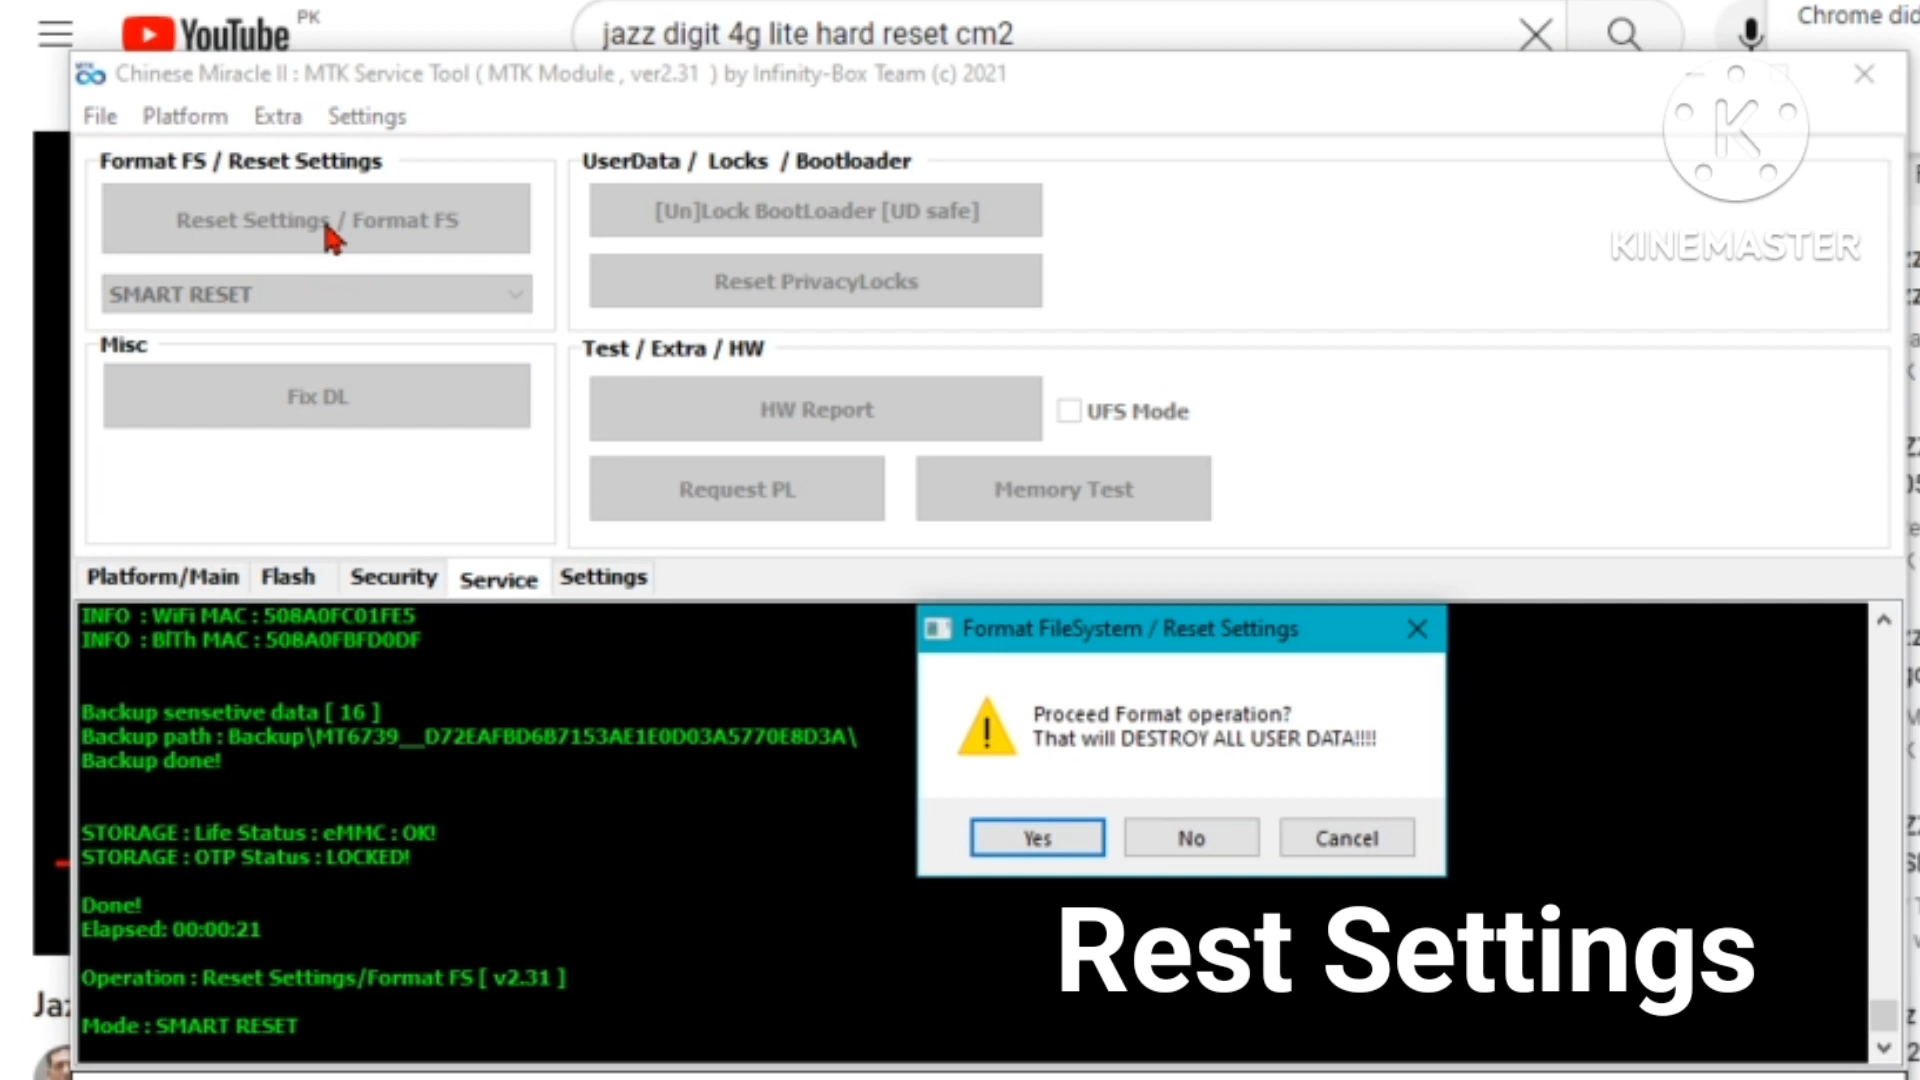 YouTube PK
jazz digit 4g lite hard reset cm2
Chrome did
Chinese Miracle II : MTK Service Tool ( MTK Module , ver2.31 ) by Infinity-Box Team (c) 2021
File Platform Extra Settings
Format FS / Reset Settings
Reset Settings / Format FS
SMART RESET
UserData / Locks / Bootloader
[Un]Lock BootLoader [UD safe]
Reset PrivacyLocks
K
KINEMASTER
Misc
Fix DL
Test / Extra / HW
HW Report
UFS Mode
Request PL
Memory Test
Platform/Main Flash Security Service Settings
INFO : WiFi MAC : 508A0FC01FE5
INFO : BlTh MAC : 508A0FBFD0DF
Backup sensetive data [ 16 ]
Backup path : Backup\MT6739__D72EAFBD6B7153AE1E0D03A5770E8D3A\
Backup done!
STORAGE : Life Status : eMMC : OK!
STORAGE : OTP Status : LOCKED!
Done!
Elapsed: 00:00:21
Operation : Reset Settings/Format FS [ v2.31 ]
Mode : SMART RESET
Format FileSystem / Reset Settings
Proceed Format operation?
That will DESTROY ALL USER DATA!!!!
Yes
No
Cancel
Rest Settings